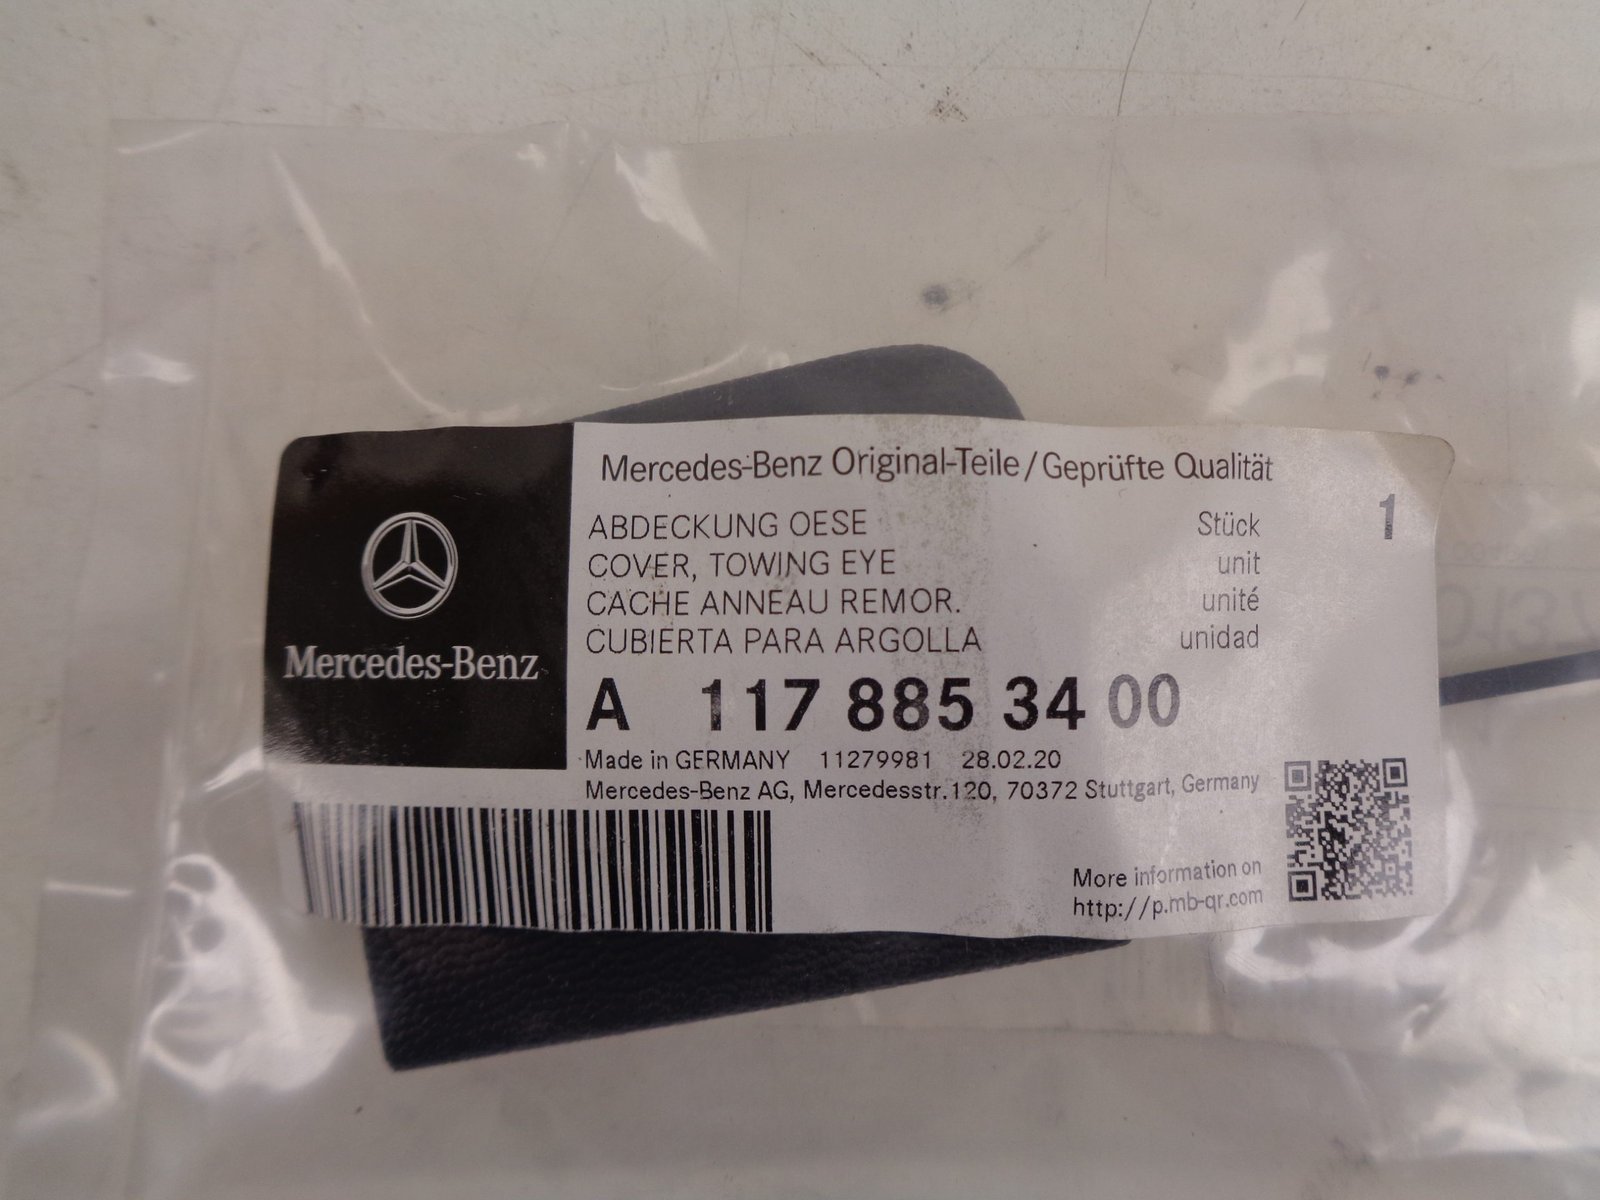 Mercedes-Benz Original-Teile/Geprüfte Qualität
ABDECKUNG OESE Stück 1
COVER, TOWING EYE unit
CACHE ANNEAU REMOR. unité
CUBIERTA PARA ARGOLLA unidad
Mercedes-Benz
A 117 885 34 00
Made in GERMANY 11279981 28.02.20
Mercedes-Benz AG, Mercedesstr.120, 70372 Stuttgart, Germany
More information on
http://p.mb-qr.com